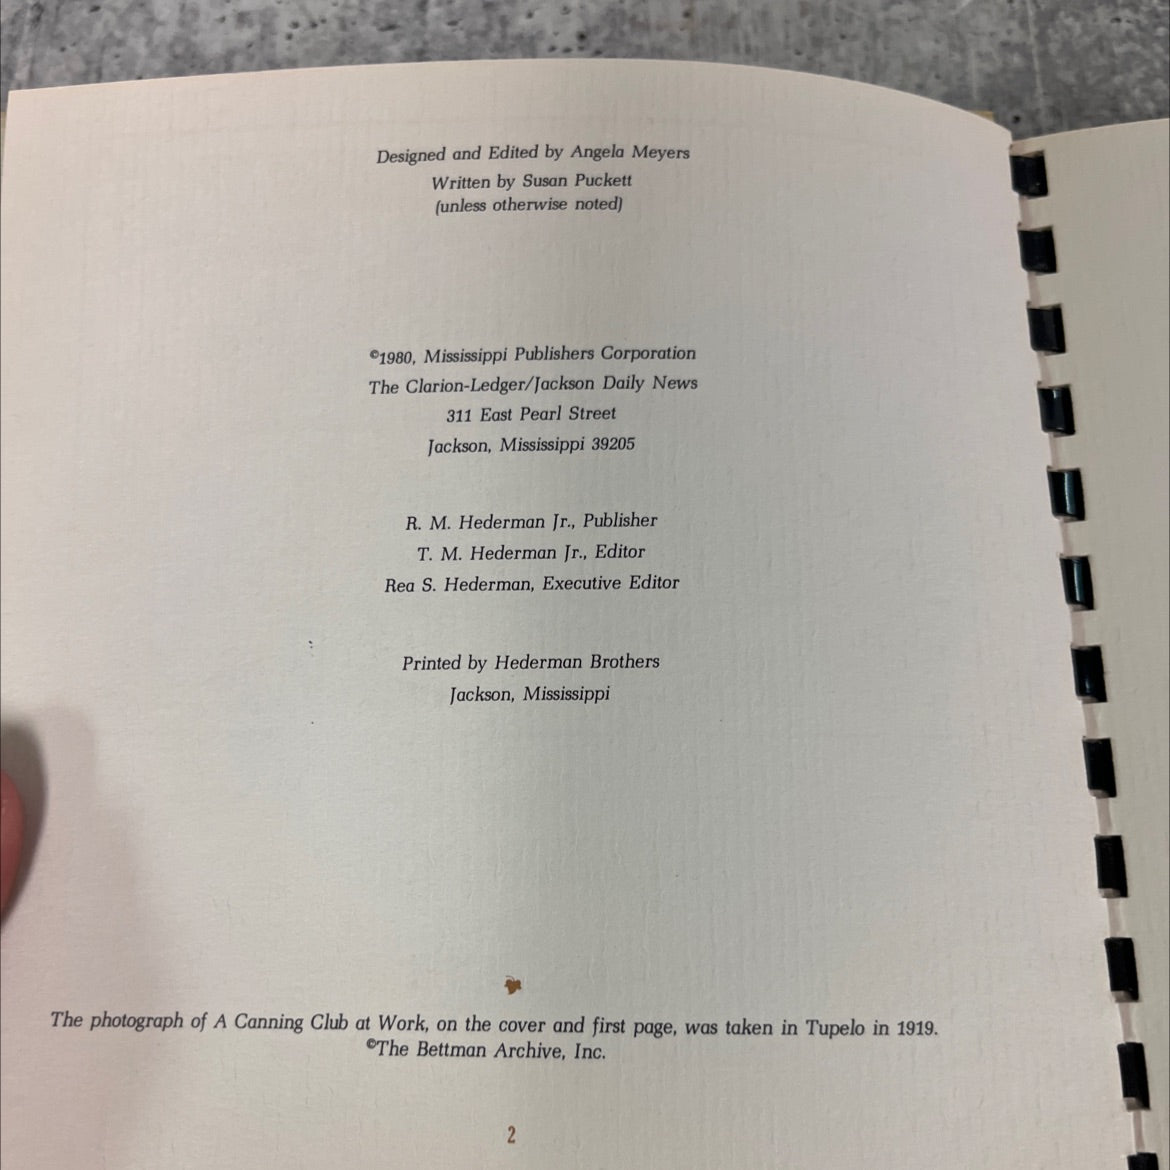 Designed and Edited by Angela Meyers
Written by Susan Puckett
(unless otherwise noted)
©1980, Mississippi Publishers Corporation
The Clarion-Ledger/Jackson Daily News
311 East Pearl Street
Jackson, Mississippi 39205
R. M. Hederman Jr., Publisher
T. M. Hederman Jr., Editor
Rea S. Hederman, Executive Editor
Printed by Hederman Brothers
Jackson, Mississippi
The photograph of A Canning Club at Work, on the cover and first page, was taken in Tupelo in 1919.
©The Bettman Archive, Inc.
2